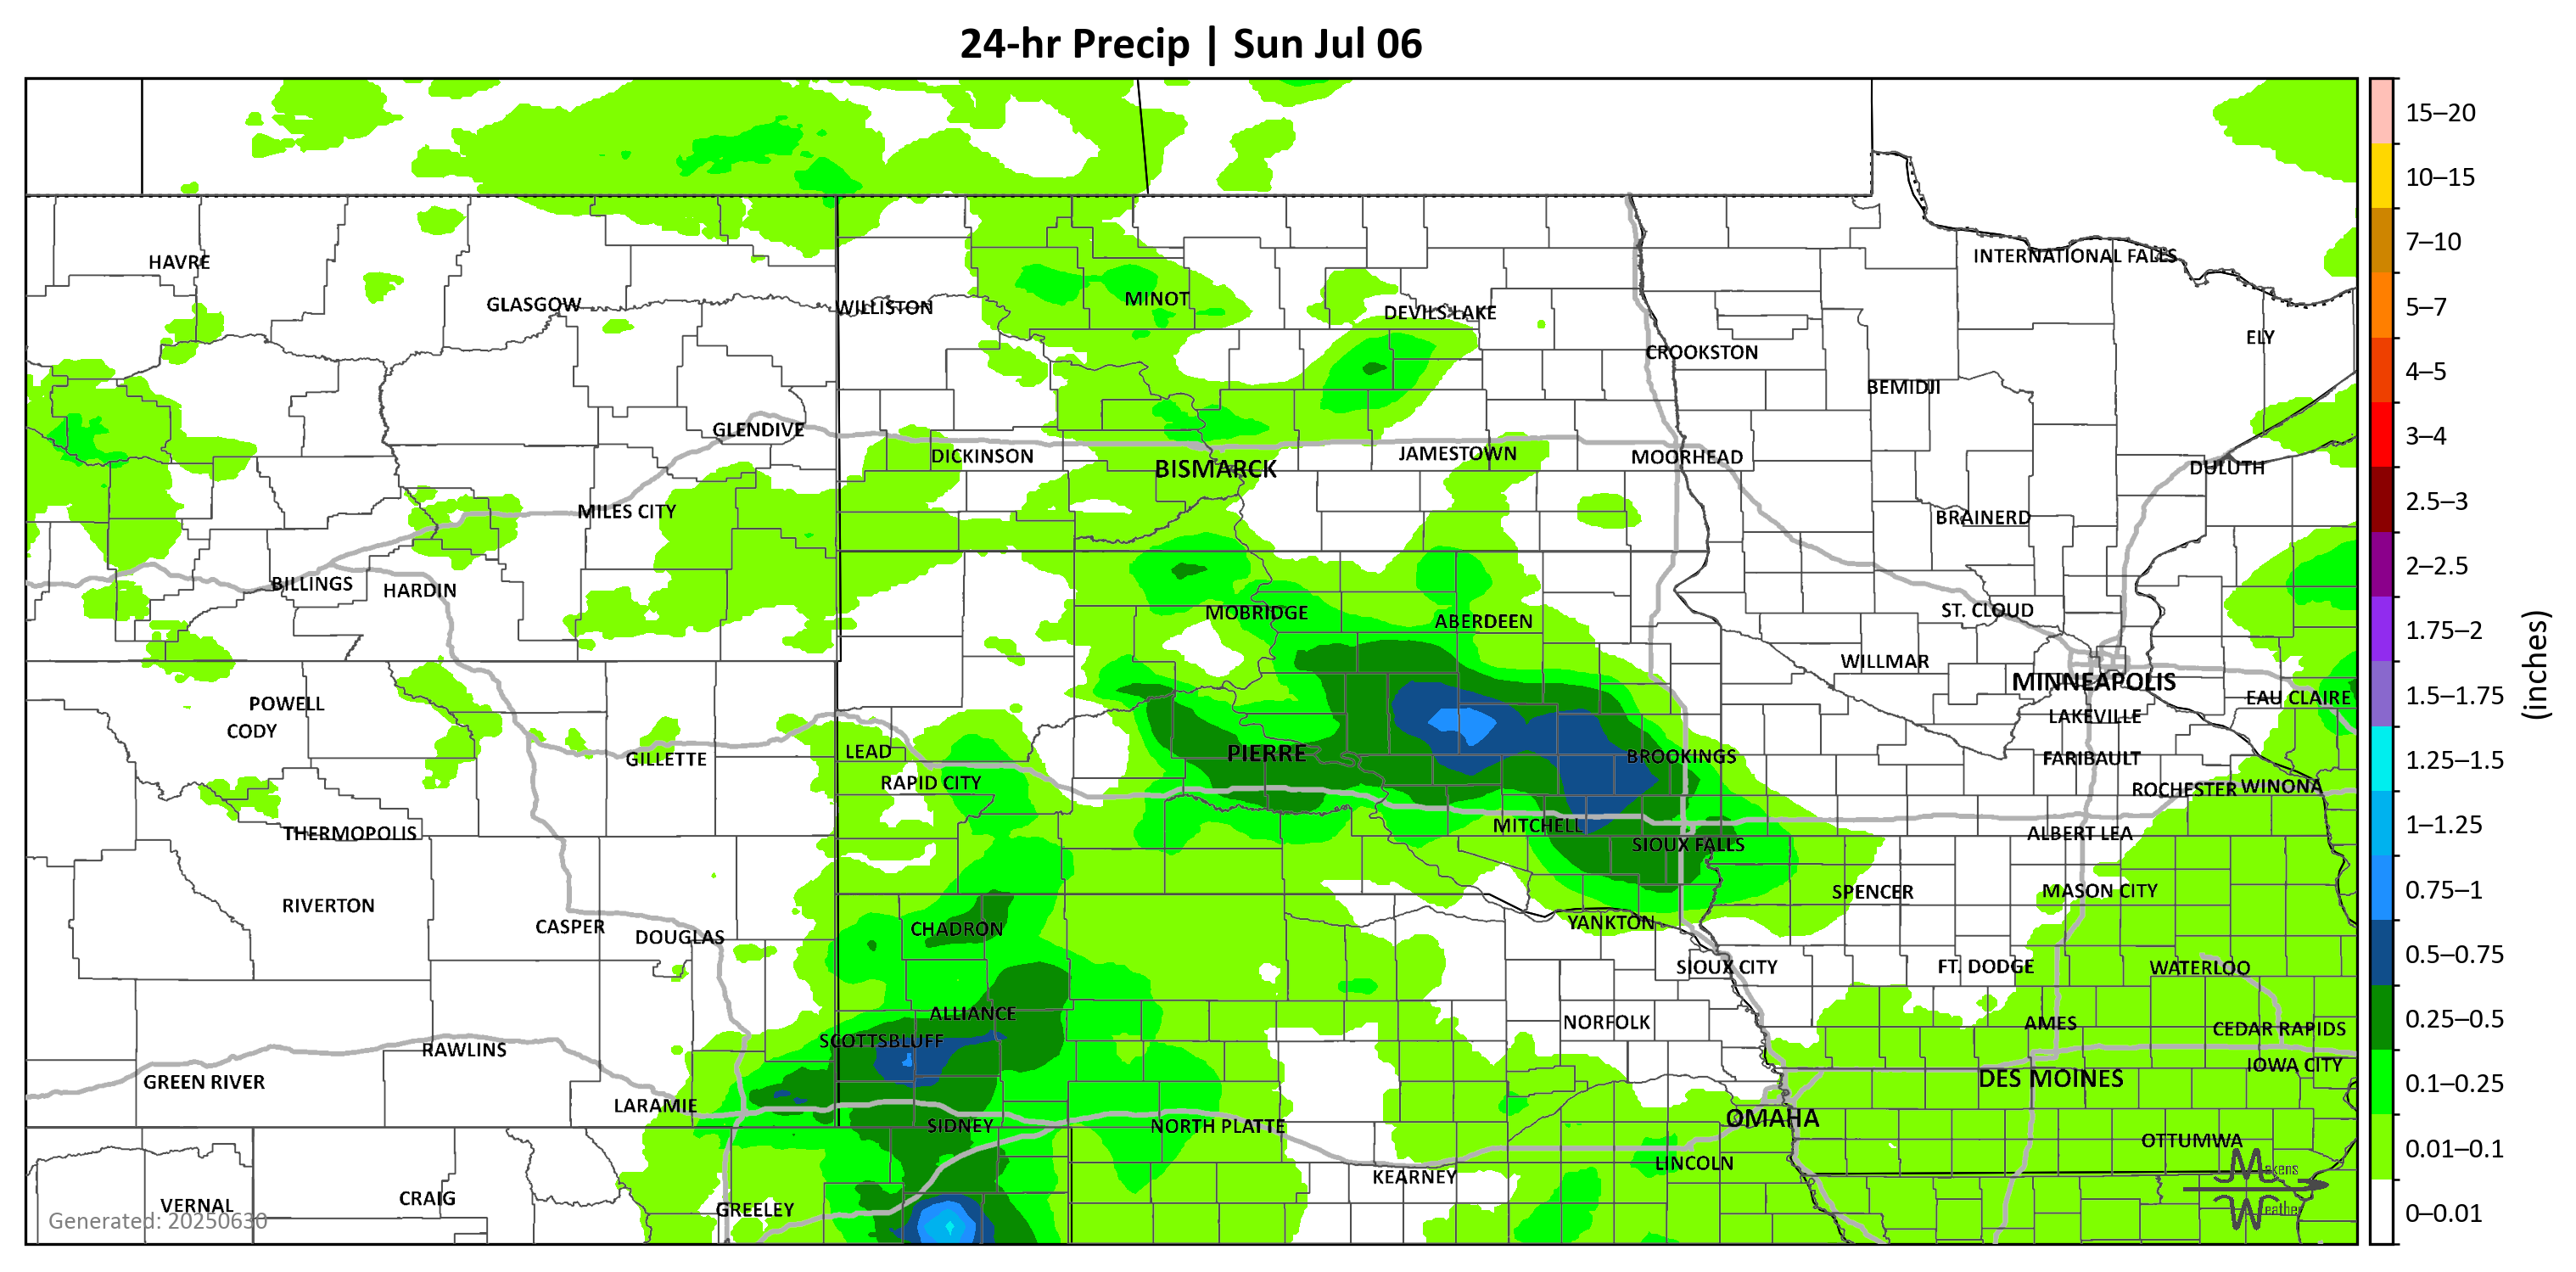 24-hr Precip | Sun Jul 06
15–20
10–15
7–10
5–7
4–5
3–4
2.5–3
2–2.5
1.75–2
1.5–1.75
1.25–1.5
1–1.25
0.75–1
0.5–0.75
0.25–0.5
0.1–0.25
0.01–0.1
0–0.01
(inches)
INTERNATIONAL FALLS
HAVRE
MINOT
GLASGOW
WILLISTON
DEVILS LAKE
ELY
CROOKSTON
BEMIDJI
GLENDIVE
DICKINSON
JAMESTOWN
MOORHEAD
BISMARCK
DULUTH
MILES CITY
BRAINERD
BILLINGS
HARDIN
MOBRIDGE
ST. CLOUD
ABERDEEN
WILLMAR
MINNEAPOLIS
EAU CLAIRE
POWELL
LAKEVILLE
CODY
LEAD
PIERRE
BROOKINGS
GILLETTE
FARIBAULT
RAPID CITY
ROCHESTER
WINONA
MITCHELL
THERMOPOLIS
ALBERT LEA
SIOUX FALLS
SPENCER
MASON CITY
RIVERTON
CASPER
CHADRON
YANKTON
DOUGLAS
SIOUX CITY
FT. DODGE
WATERLOO
ALLIANCE
NORFOLK
AMES
CEDAR RAPIDS
SCOTTSBLUFF
RAWLINS
IOWA CITY
GREEN RIVER
DES MOINES
LARAMIE
OMAHA
SIDNEY
NORTH PLATTE
OTTUMWA
LINCOLN
KEARNEY
CRAIG
VERNAL
GREELEY
Generated: 20250630
Makens
Weather